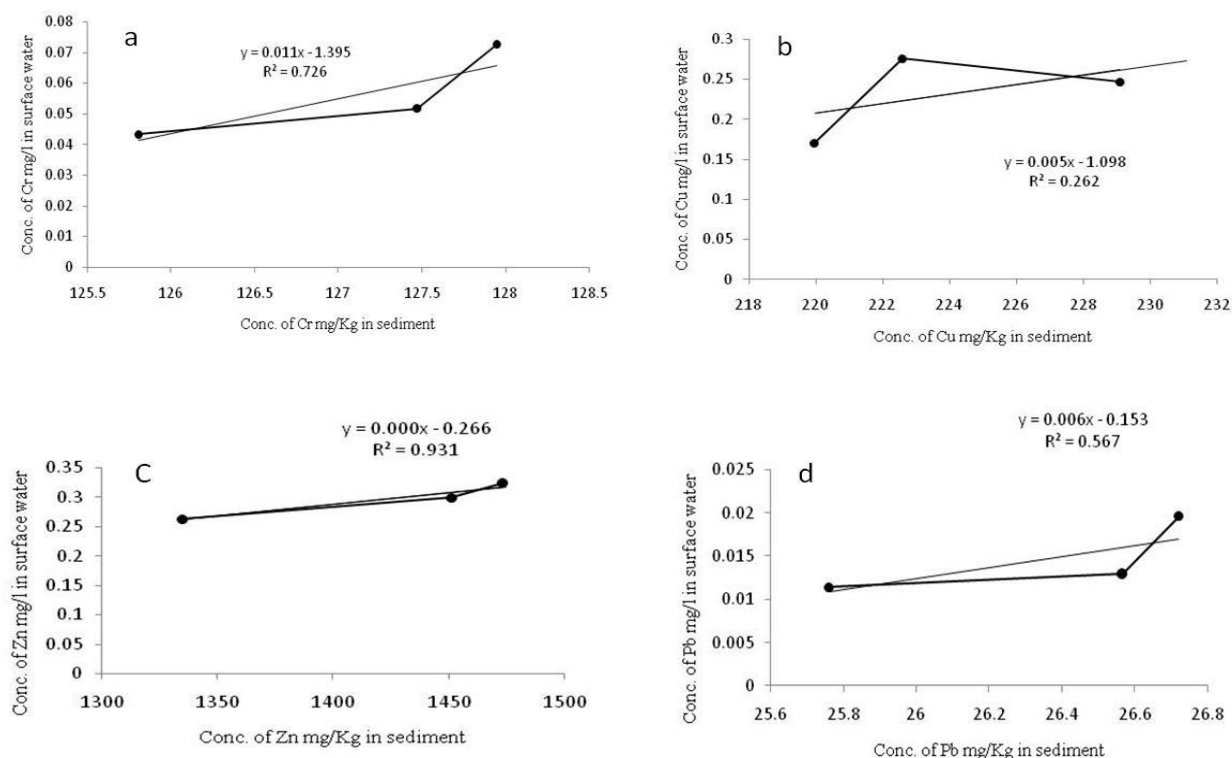 a
y = 0.011x - 1.395
R² = 0.726
Conc. of Cr mg/l in surface water
0.08
0.07
0.06
0.05
0.04
0.03
0.02
0.01
0
125.5 126 126.5 127 127.5 128 128.5
Conc. of Cr mg/Kg in sediment
b
y = 0.005x - 1.098
R² = 0.262
Conc. of Cu mg/l in surface water
0.3
0.25
0.2
0.15
0.1
0.05
0
218 220 222 224 226 228 230 232
Conc. of Cu mg/Kg in sediment
C
y = 0.000x - 0.266
R² = 0.931
Conc. of Zn mg/l in surface water
0.35
0.3
0.25
0.2
0.15
0.1
0.05
0
1300 1350 1400 1450 1500
Conc. of Zn mg/Kg in sediment
d
y = 0.006x - 0.153
R² = 0.567
Conc. of Pb mg/l in surface water
0.025
0.02
0.015
0.01
0.005
0
25.6 25.8 26 26.2 26.4 26.6 26.8
Conc. of Pb mg/Kg in sediment